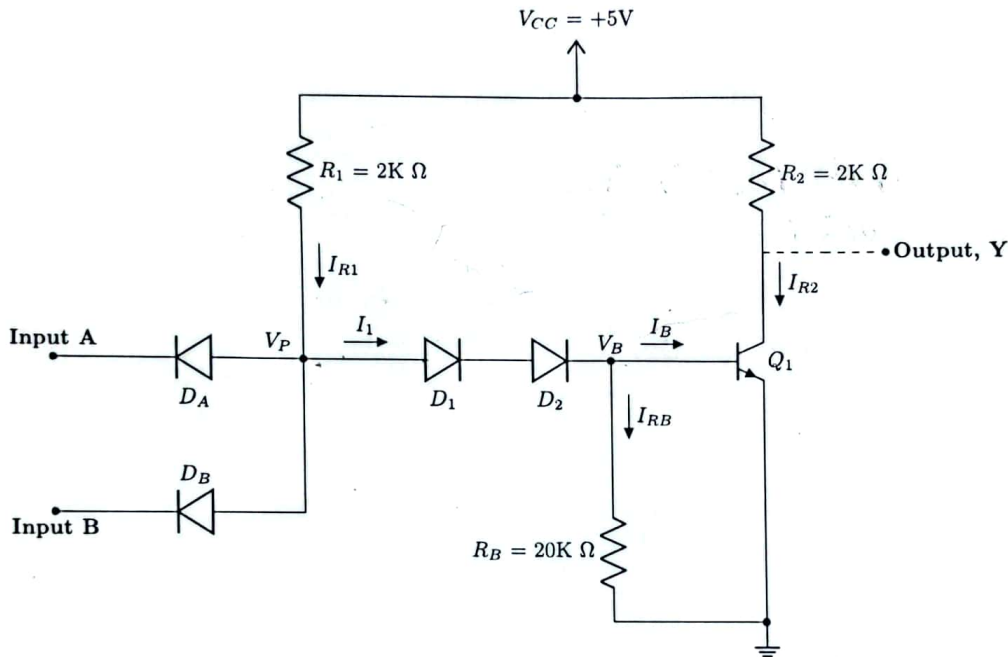 V_CC = +5V
R_1 = 2K Ω
R_2 = 2K Ω
Output, Y
I_R1
I_R2
Input A
V_P
I_1
V_B
I_B
Q_1
D_A
D_1
D_2
I_RB
D_B
Input B
R_B = 20K Ω